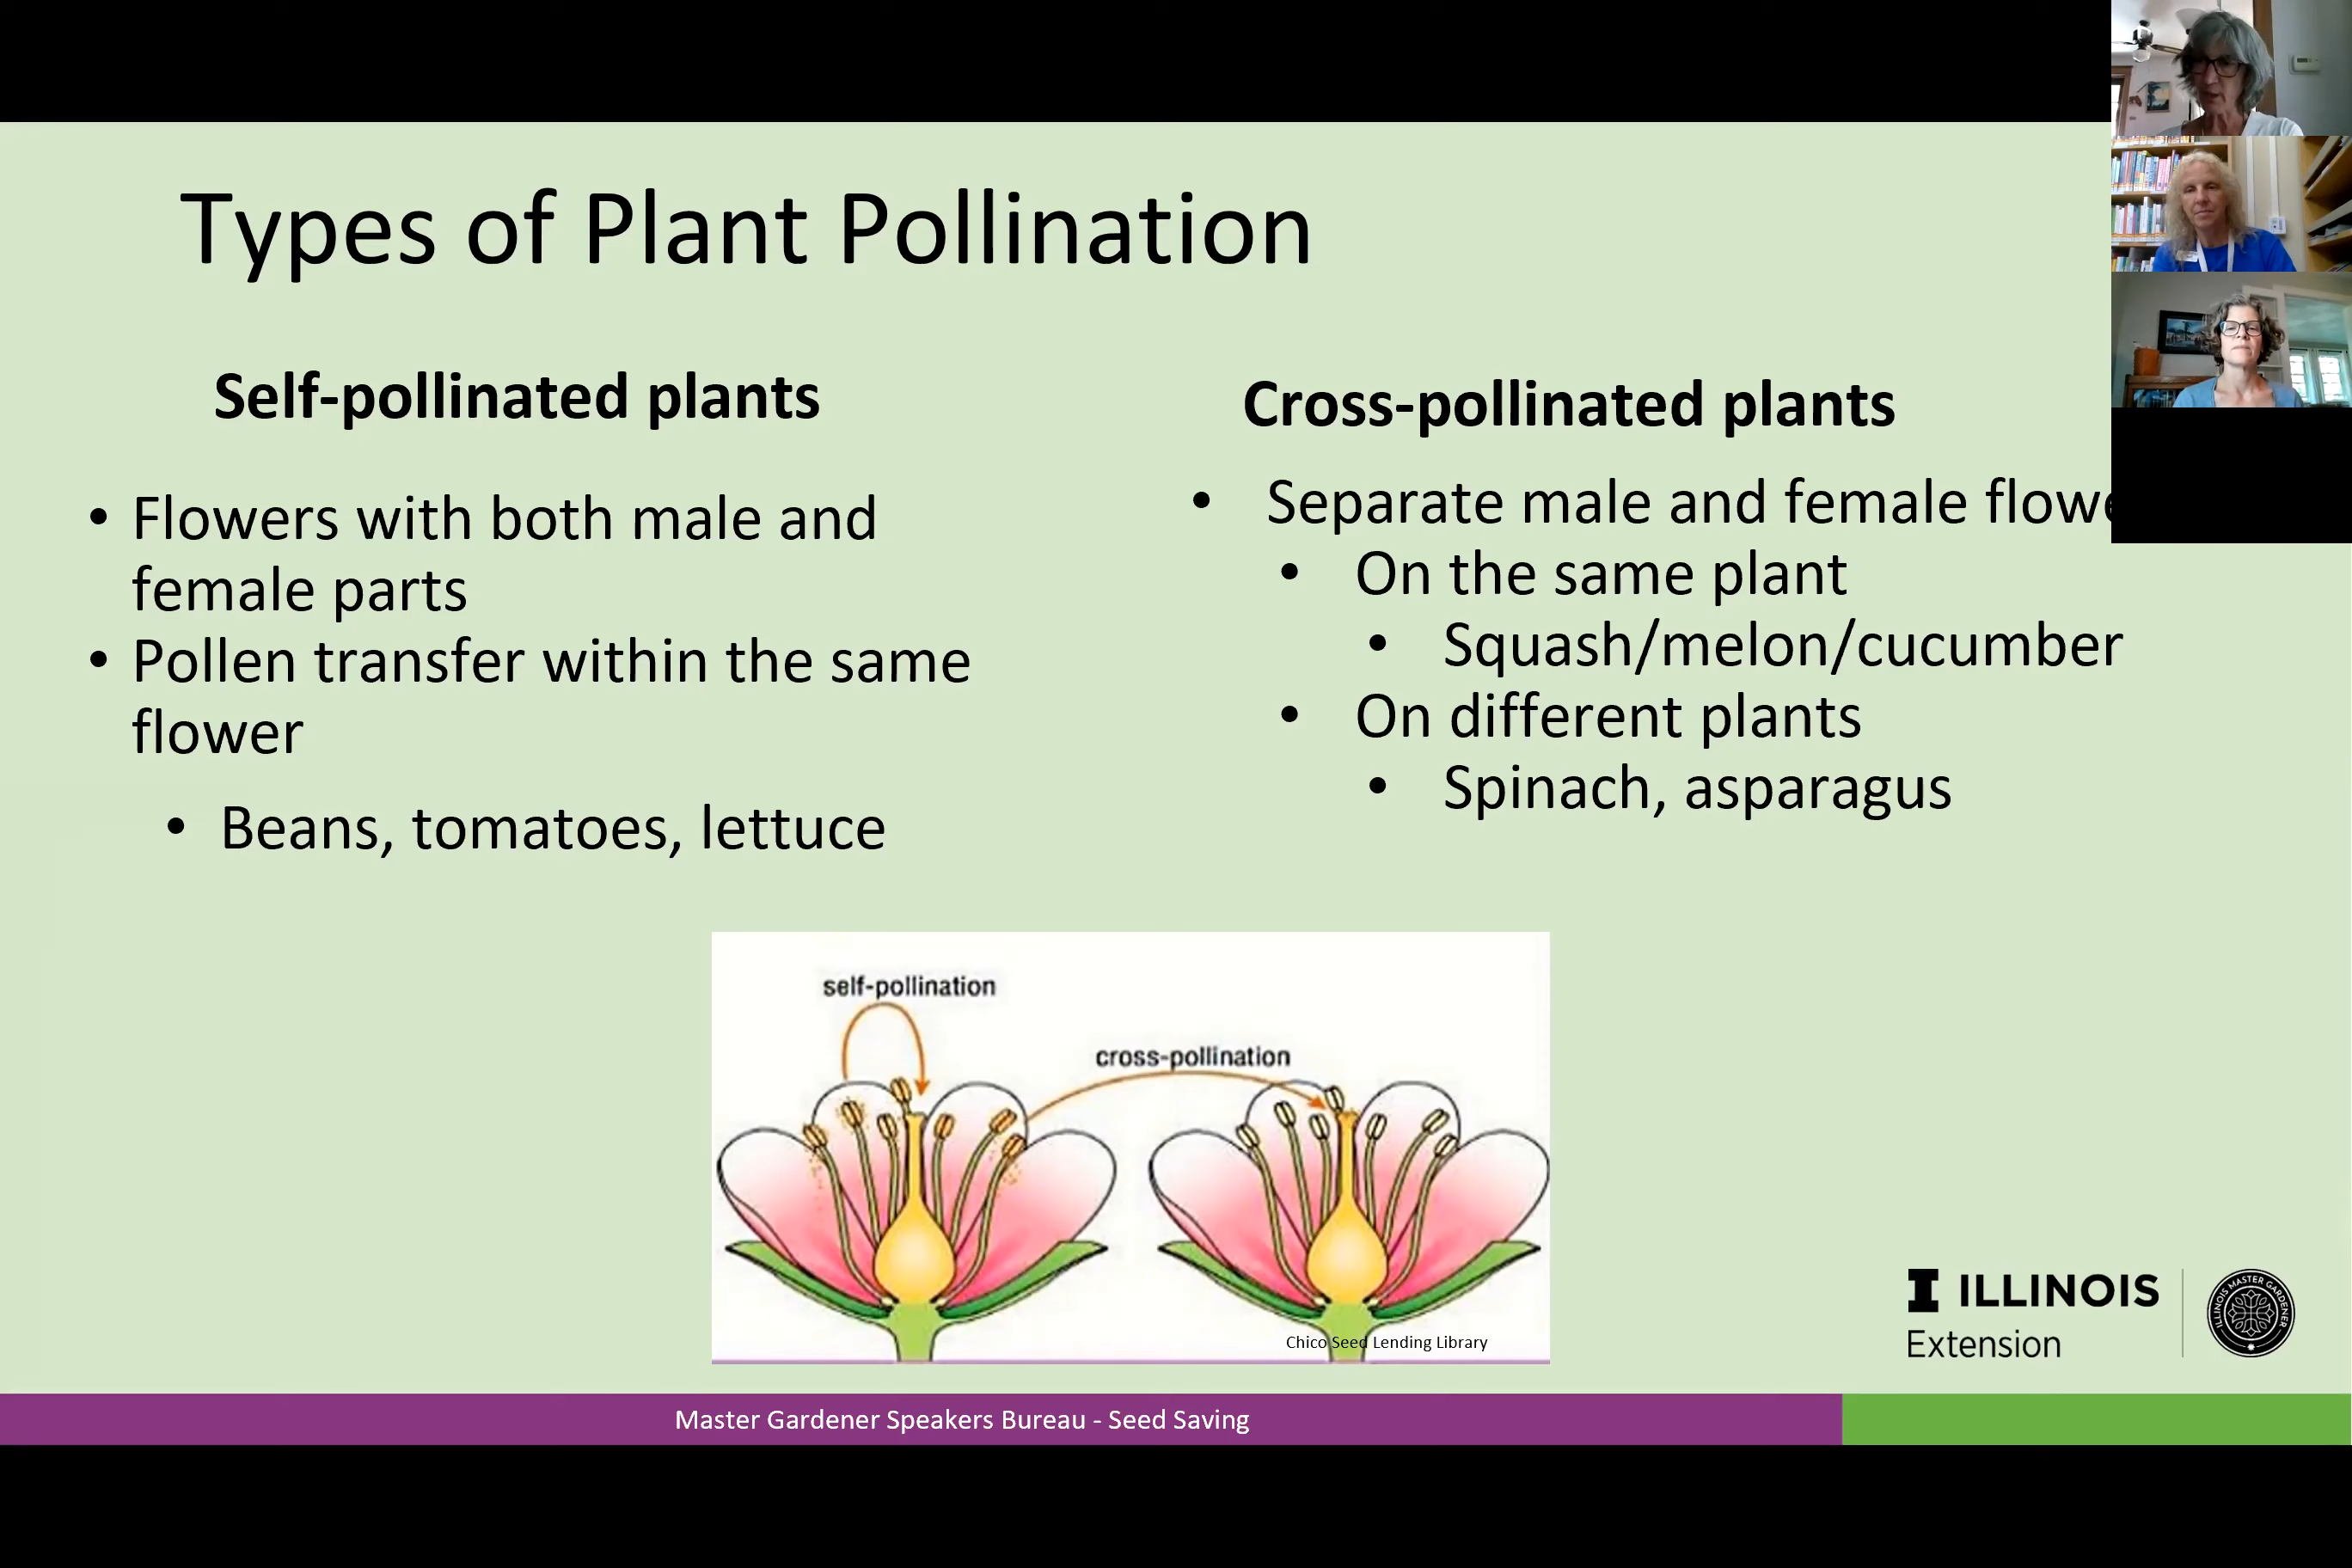 Types of Plant Pollination
Self-pollinated plants
• Flowers with both male and
female parts
• Pollen transfer within the same
flower
• Beans, tomatoes, lettuce
Cross-pollinated plants
• Separate male and female flowe
• On the same plant
• Squash/melon/cucumber
• On different plants
• Spinach, asparagus
self-pollination
cross-pollination
Chico Seed Lending Library
I ILLINOIS
Extension
ILLINOIS MASTER GARDENER
Master Gardener Speakers Bureau - Seed Saving